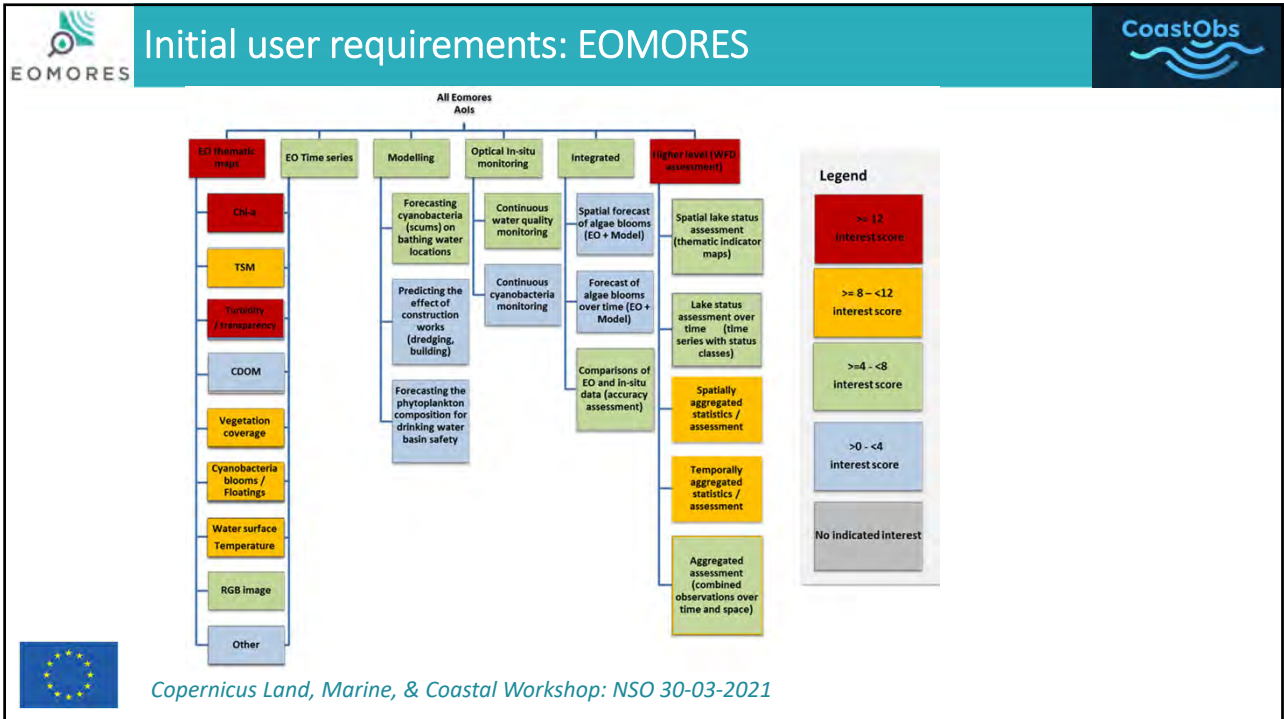 EOMORES
Initial user requirements: EOMORES
CoastObs
All Eomores
AoIs
EO thematic
maps
EO Time series
Modelling
Optical In-situ
monitoring
Integrated
Higher level (WFD
assessment)
Chl-a
TSM
Turbidity
/ transparency
CDOM
Vegetation
coverage
Cyanobacteria
blooms /
Floatings
Water surface
Temperature
RGB image
Other
Forecasting
cyanobacteria
(scums) on
bathing water
locations
Predicting the
effect of
construction
works
(dredging,
building)
Forecasting the
phytoplankton
composition for
drinking water
basin safety
Continuous
water quality
monitoring
Continuous
cyanobacteria
monitoring
Spatial forecast
of algae blooms
(EO + Model)
Forecast of
algae blooms
over time (EO +
Model)
Comparisons of
EO and in-situ
data (accuracy
assessment)
Spatial lake status
assessment
(thematic indicator
maps)
Lake status
assessment over
time (time
series with status
classes)
Spatially
aggregated
statistics /
assessment
Temporally
aggregated
statistics /
assessment
Aggregated
assessment
(combined
observations over
time and space)
Legend
>= 12
interest score
>= 8 – <12
interest score
>=4 - <8
interest score
>0 - <4
interest score
No indicated interest
Copernicus Land, Marine, & Coastal Workshop: NSO 30-03-2021